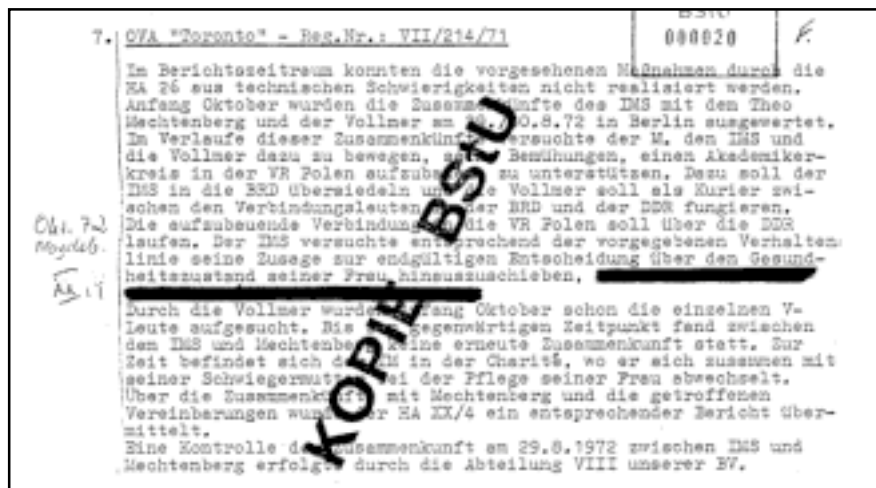 BStU
000020
7. OVA "Toronto" - Reg.Nr.: VII/214/71
Im Berichtszeitraum konnten die vorgesehenen Maßnahmen durch die
HA 26 aus technischen Schwierigkeiten nicht realisiert werden.
Anfang Oktober wurden die Zusammenkünfte des IMS mit dem Theo
Mechtenberg und der Vollmer am 0.8.72 in Berlin ausgewertet.
Im Verlaufe dieser Zusammenkünfte versuchte der M. den IMS und
die Vollmer dazu zu bewegen, Bemühungen, einen Akademiker-
kreis in der VR Polen aufzubauen zu unterstützen. Dazu soll der
IMS in die BRD übersiedeln und die Vollmer soll als Kurier zwi-
schen den Verbindungsleuten der BRD und der DDR fungieren.
Die aufzubauende Verbindung die VR Polen soll über die DDR
laufen. Der IMS versuchte entsprechend der vorgegebenen Verhalten
linie seine Zusage zur endgültigen Entscheidung über den Gesund-
heitszustand seiner Frau hinauszuschieben.
Okt. 72
Magdeb.
Durch die Vollmer wurden Anfang Oktober schon die einzelnen V-
Leute aufgesucht. Bis gegenwärtigen Zeitpunkt fand zwischen
dem IMS und Mechtenberg keine erneute Zusammenkunft statt. Zur
Zeit befindet sich der IM in der Charité, wo er sich zusammen mit
seiner Schwiegermutter bei der Pflege seiner Frau abwechselt.
Über die Zusammenkunft mit Mechtenberg und die getroffenen
Vereinbarungen wurde der HA XX/4 ein entsprechender Bericht über-
mittelt.
Eine Kontrolle der Zusammenkunft am 29.8.1972 zwischen IMS und
Mechtenberg erfolgte durch die Abteilung VIII unserer BV.
KOPIE BStU